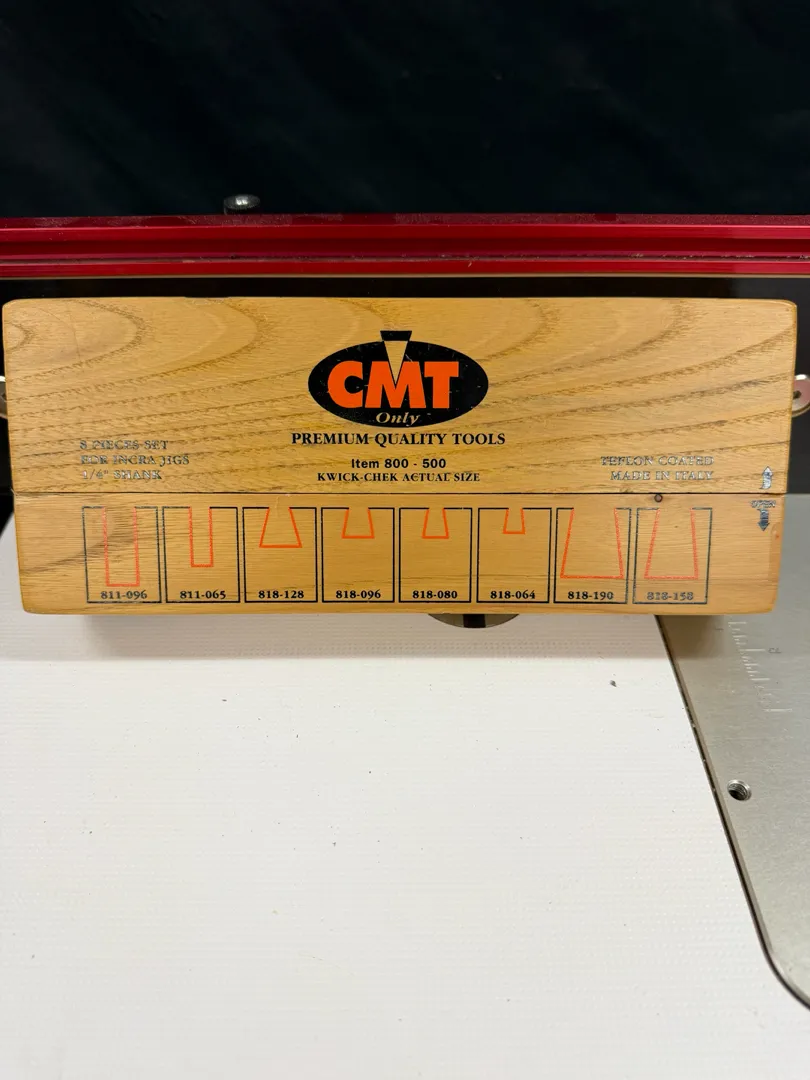 CMT
Only
PREMIUM QUALITY TOOLS
8 PIECES SET
FOR INCRA JIGS
1/4" SHANK
Item 800 - 500
KWICK-CHEK ACTUAL SIZE
TEFLON COATED
MADE IN ITALY
811-096
811-065
818-128
818-096
818-080
818-064
818-190
818-158